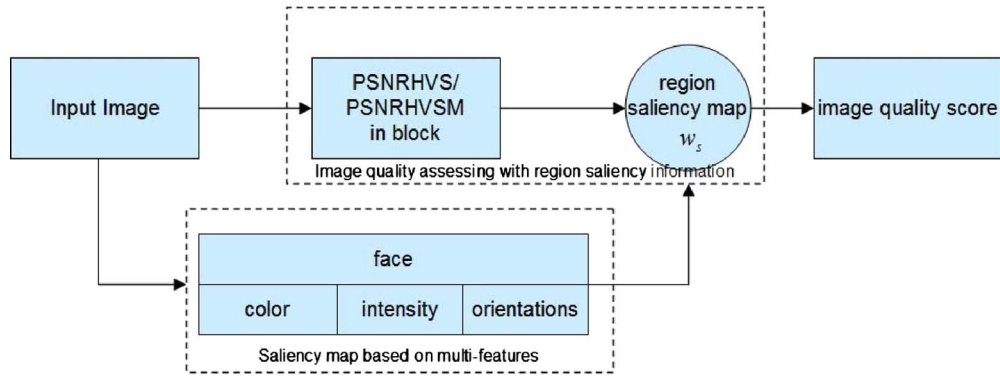 Input Image
PSNRHVS/
PSNRHVSM
in block
region
saliency map
w_s
image quality score
Image quality assessing with region saliency information
face
color
intensity
orientations
Saliency map based on multi-features